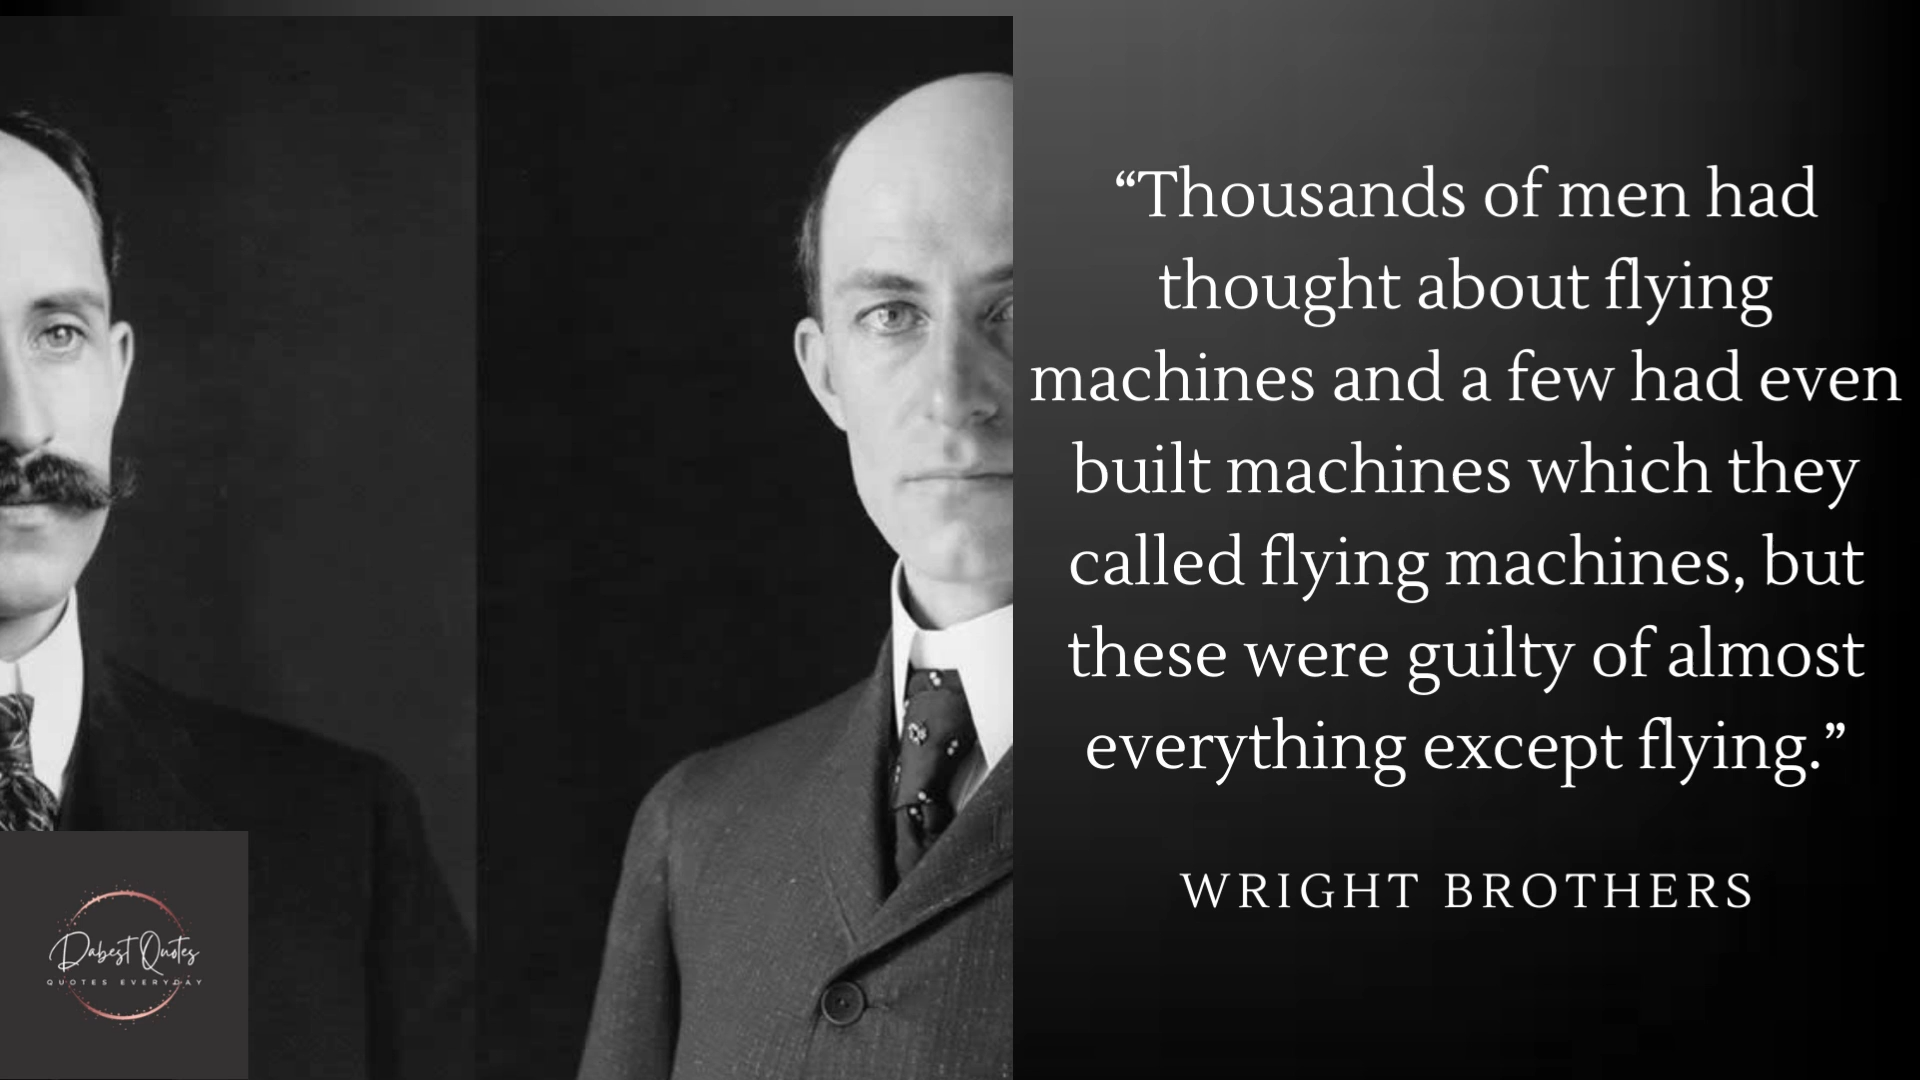 “Thousands of men had
thought about flying
machines and a few had even
built machines which they
called flying machines, but
these were guilty of almost
everything except flying.”
WRIGHT BROTHERS
Dabest Quotes
QUOTES EVERYDAY